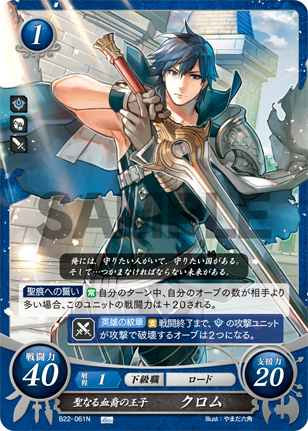 1
SAMPLE
俺には、守りたい人がいて、守りたい国がある。
そして…つかまなければならない未来がある。
聖痕への誓い 常 自分のターン中、自分のオーブの数が相手より
多い場合、このユニットの戦闘力は+20される。
英雄の紋章 支 戦闘終了まで、の攻撃ユニット
が攻撃で破壊するオーブは2つになる。
戦闘力 40
射程 1 下級職 ロード
支援力 20
聖なる血裔の王子 クロム
B22-061N
Illust:やまだ六角